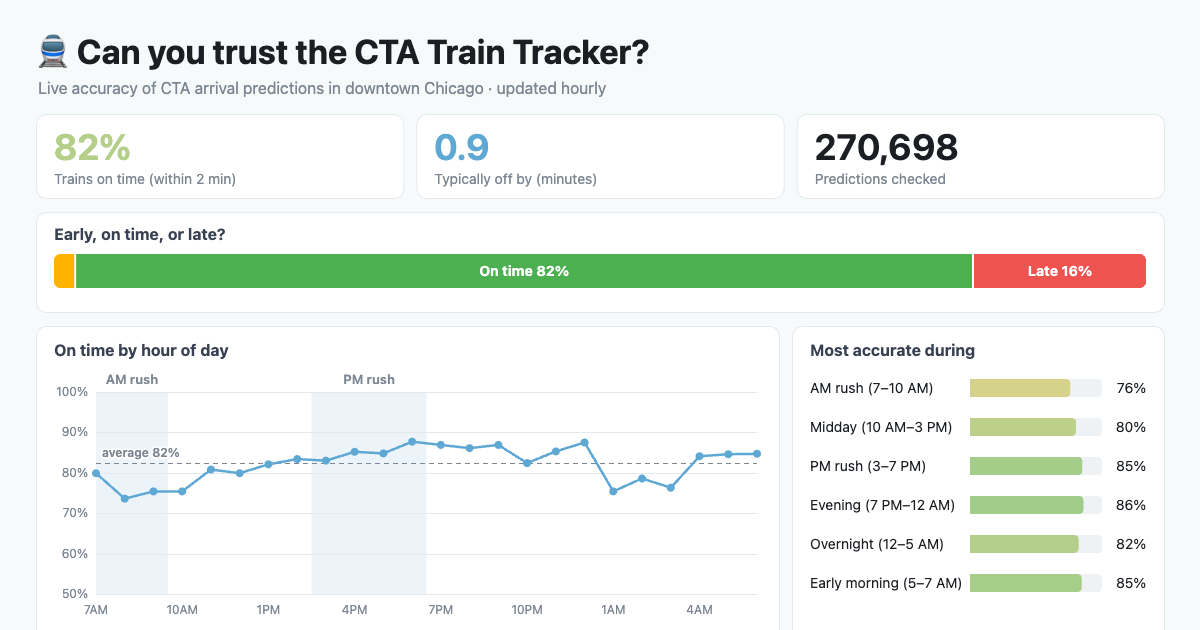 Can you trust the CTA Train Tracker?
Live accuracy of CTA arrival predictions in downtown Chicago · updated hourly
82%
Trains on time (within 2 min)
0.9
Typically off by (minutes)
270,698
Predictions checked
Early, on time, or late?
On time 82%
Late 16%
On time by hour of day
AM rush
PM rush
100%
90%
average 82%
80%
70%
60%
50%
7AM
10AM
1PM
4PM
7PM
10PM
1AM
4AM
Most accurate during
AM rush (7–10 AM) 76%
Midday (10 AM–3 PM) 80%
PM rush (3–7 PM) 85%
Evening (7 PM–12 AM) 86%
Overnight (12–5 AM) 82%
Early morning (5–7 AM) 85%